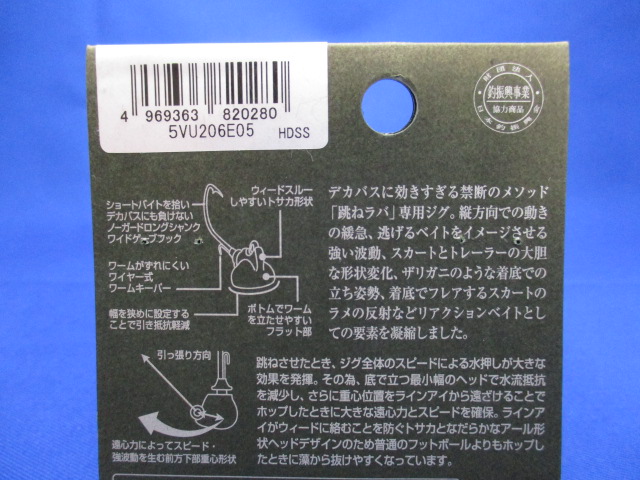 4 969363 820280
5VU206E05 HDSS
財団法人
釣振興事業
協力商品
ショートバイトを拾い
デカバスにも負けない
ノーガードロングシャンク
ワイドゲープフック
ウィードスルー
しやすいトサカ形状
ワームがずれにくい
ワイヤー式
ワームキーパー
幅を狭めに設定する
ことで引き抵抗軽減
ボトムでワーム
を立たせやすい
フラット部
デカバスに効きすぎる禁断のメソッド
「跳ねラバ」専用ジグ。縦方向での動き
の緩急、逃げるベイトをイメージさせる
強い波動、スカートとトレーラーの大胆
な形状変化、ザリガニのような着底での
立ち姿勢、着底でフレアするスカートの
ラメの反射などリアクションベイトとし
ての要素を凝縮しました。
引っ張り方向
遠心力によってスピード・
強波動を生む前方下部重心形状
跳ねさせたとき、ジグ全体のスピードによる水押しが大きな
効果を発揮。その為、底で立つ最小幅のヘッドで水流抵抗
を減少し、さらに重心位置をラインアイから遠ざけることで
ホップしたときに大きな遠心力とスピードを確保。ラインア
イがウィードに絡むことを防ぐトサカとなだらかなアール形
状ヘッドデザインのため普通のフットボールよりもホップし
たときに藻から抜けやすくなっています。